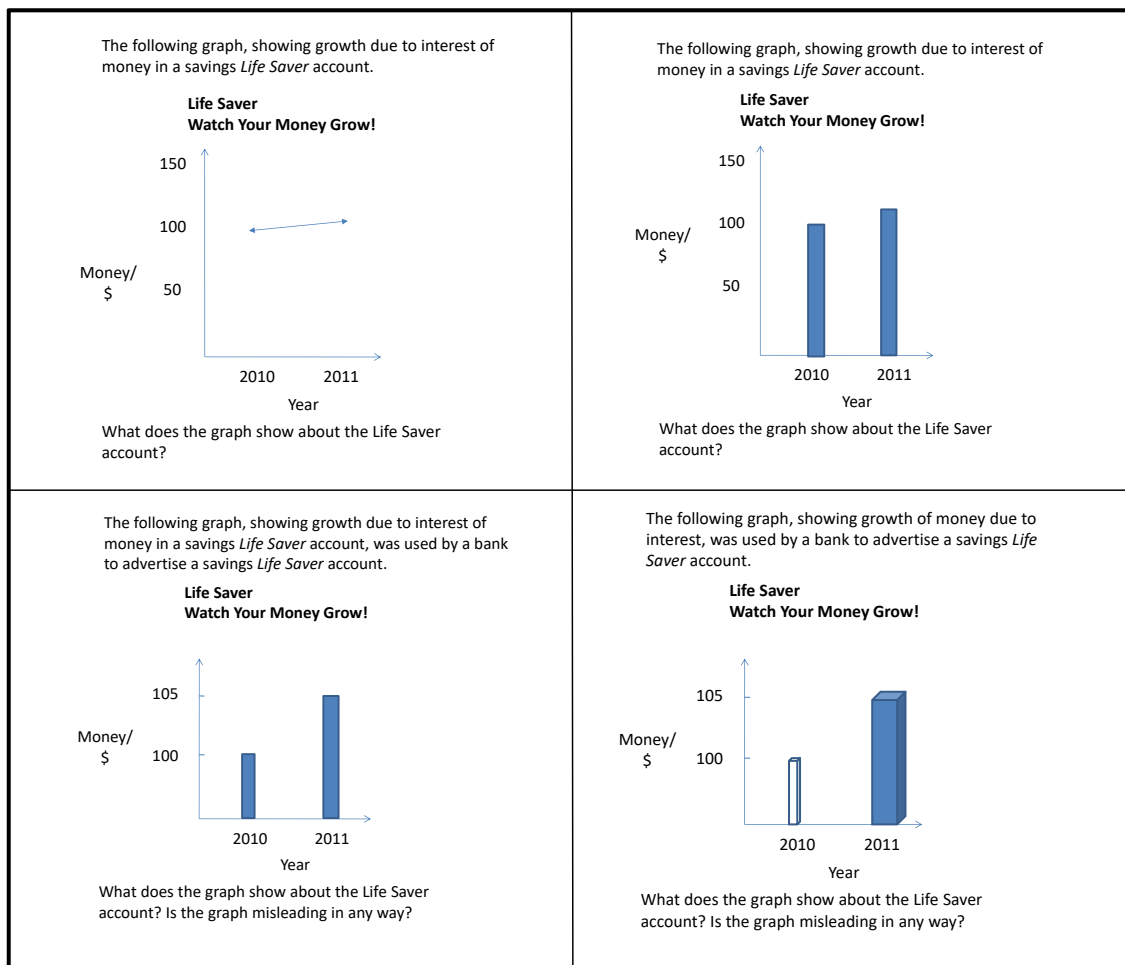 The following graph, showing growth due to interest of
money in a savings Life Saver account.
Life Saver
Watch Your Money Grow!
150
100
Money/
$
50
2010 2011
Year
What does the graph show about the Life Saver
account?
The following graph, showing growth due to interest of
money in a savings Life Saver account.
Life Saver
Watch Your Money Grow!
150
100
Money/
$
50
2010 2011
Year
What does the graph show about the Life Saver
account?
The following graph, showing growth due to interest of
money in a savings Life Saver account, was used by a bank
to advertise a savings Life Saver account.
Life Saver
Watch Your Money Grow!
105
Money/
$
100
2010 2011
Year
What does the graph show about the Life Saver
account? Is the graph misleading in any way?
The following graph, showing growth of money due to
interest, was used by a bank to advertise a savings Life
Saver account.
Life Saver
Watch Your Money Grow!
105
Money/
$
100
2010 2011
Year
What does the graph show about the Life Saver
account? Is the graph misleading in any way?